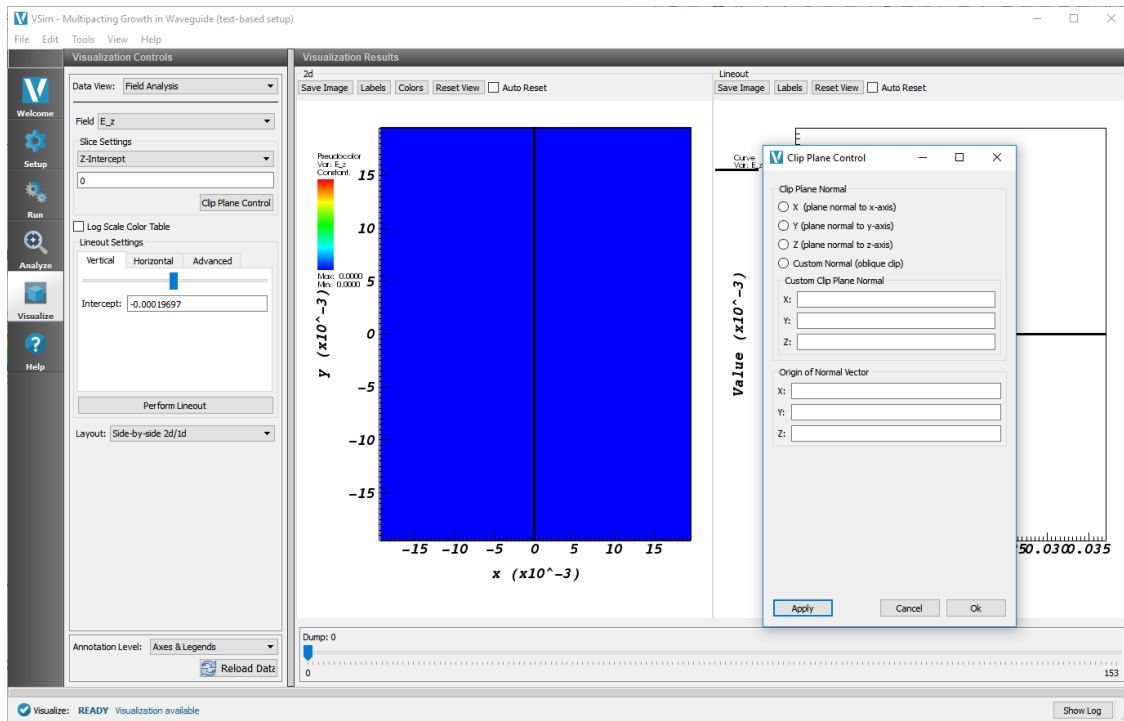 VSim - Multipacting Growth in Waveguide (text-based setup)
File Edit Tools View Help
Welcome
Setup
Run
Analyze
Visualize
Help
Visualization Controls
Data View: Field Analysis
Field E_z
Slice Settings
Z-Intercept
0
Clip Plane Control
Log Scale Color Table
Lineout Settings
Vertical Horizontal Advanced
Intercept: -0.00019697
Perform Lineout
Layout: Side-by-side 2d/1d
Annotation Level: Axes & Legends
Reload Data
Visualization Results
2d
Save Image Labels Colors Reset View Auto Reset
Pseudocolor
Var: E_z
Constant.
Max: 0.0000
Min: 0.0000
15
10
5
0
-5
-10
-15
y (x10^-3)
-15 -10 -5 0 5 10 15
x (x10^-3)
Lineout
Save Image Labels Reset View Auto Reset
Curve
Var: E_z
Value (x10^-3)
0.030 0.035
Clip Plane Control
Clip Plane Normal
X (plane normal to x-axis)
Y (plane normal to y-axis)
Z (plane normal to z-axis)
Custom Normal (oblique clip)
Custom Clip Plane Normal
X:
Y:
Z:
Origin of Normal Vector
X:
Y:
Z:
Apply Cancel Ok
Dump: 0
0 153
Visualize: READY Visualization available
Show Log